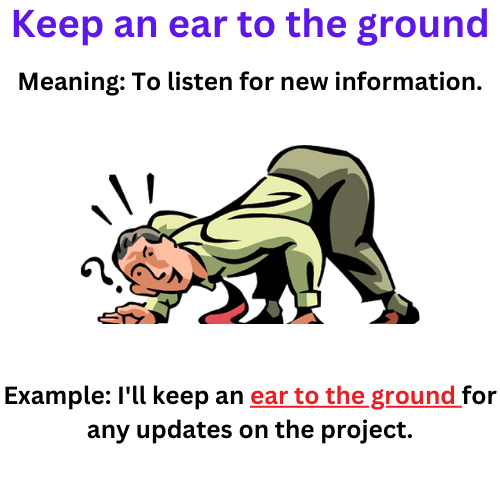 Keep an ear to the ground
Meaning: To listen for new information.
?
Example: I'll keep an ear to the ground for
any updates on the project.